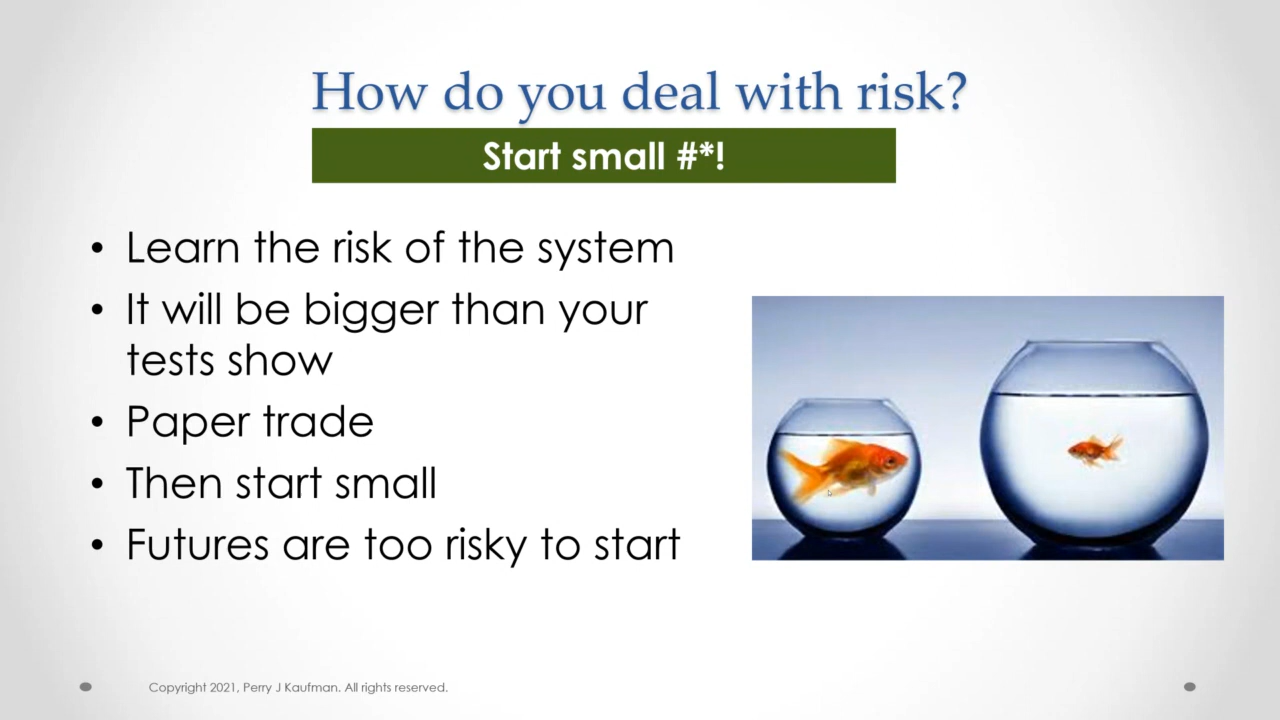 How do you deal with risk?
Start small #*!
• Learn the risk of the system
• It will be bigger than your
tests show
• Paper trade
• Then start small
• Futures are too risky to start
Copyright 2021, Perry J Kaufman. All rights reserved.